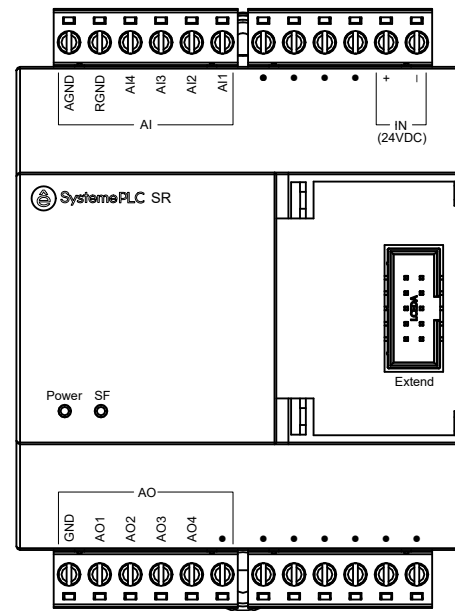 AGND RGND AI4 AI3 AI2 AI1 • • • • + −
AI
IN
(24VDC)
SystemePLC SR
Extend
Power SF
AO
GND AO1 AO2 AO3 AO4 • • • • • • •